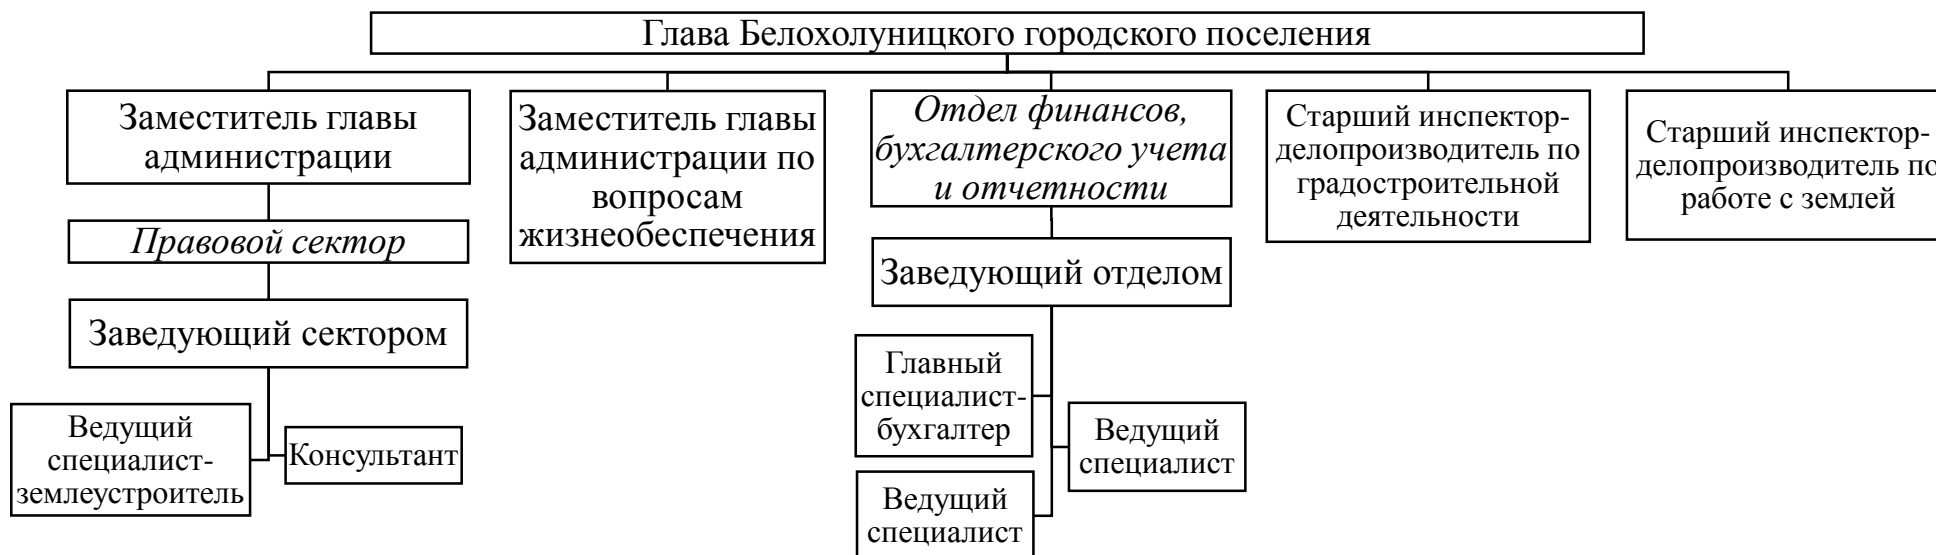 Глава Белохолуницкого городского поселения
Заместитель главы
администрации
Заместитель главы
администрации по
вопросам
жизнеобеспечения
Отдел финансов,
бухгалтерского учета
и отчетности
Старший инспектор-
делопроизводитель по
градостроительной
деятельности
Старший инспектор-
делопроизводитель по
работе с землей
Правовой сектор
Заведующий сектором
Ведущий
специалист-
землеустроитель
Консультант
Заведующий отделом
Главный
специалист-
бухгалтер
Ведущий
специалист
Ведущий
специалист